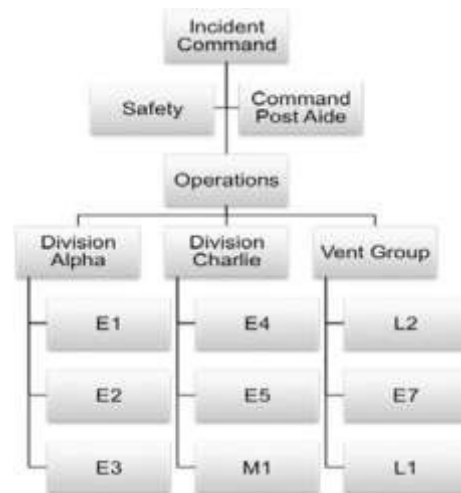 Incident
Command
Safety
Command
Post Aide
Operations
Division
Alpha
Division
Charlie
Vent Group
E1
E4
L2
E2
E5
E7
E3
M1
L1